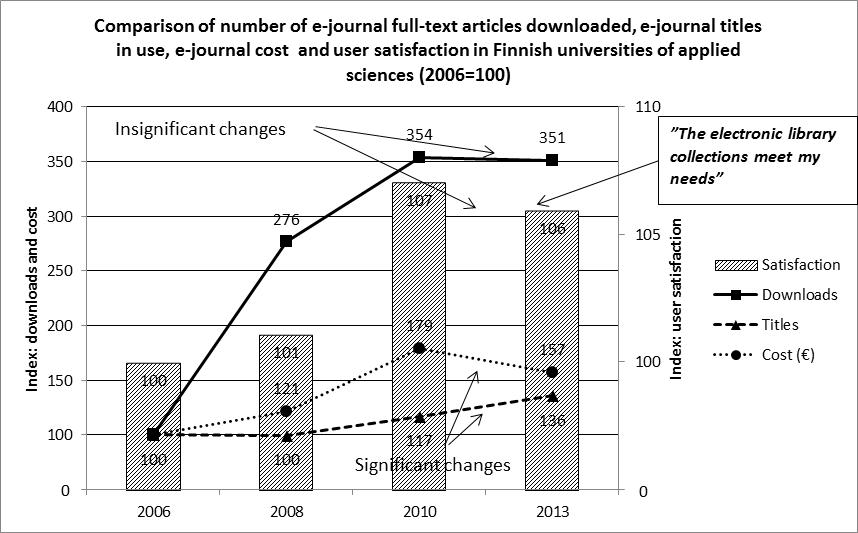 Comparison of number of e-journal full-text articles downloaded, e-journal titles
in use, e-journal cost and user satisfaction in Finnish universities of applied
sciences (2006=100)
400
350
300
250
200
150
100
50
0
Index: downloads and cost
110
105
100
0
Index: user satisfaction
Insignificant changes
354
351
276
107
106
179
157
100
101
121
100
100
117
136
Significant changes
”The electronic library
collections meet my
needs”
Satisfaction
Downloads
Titles
Cost (€)
2006
2008
2010
2013